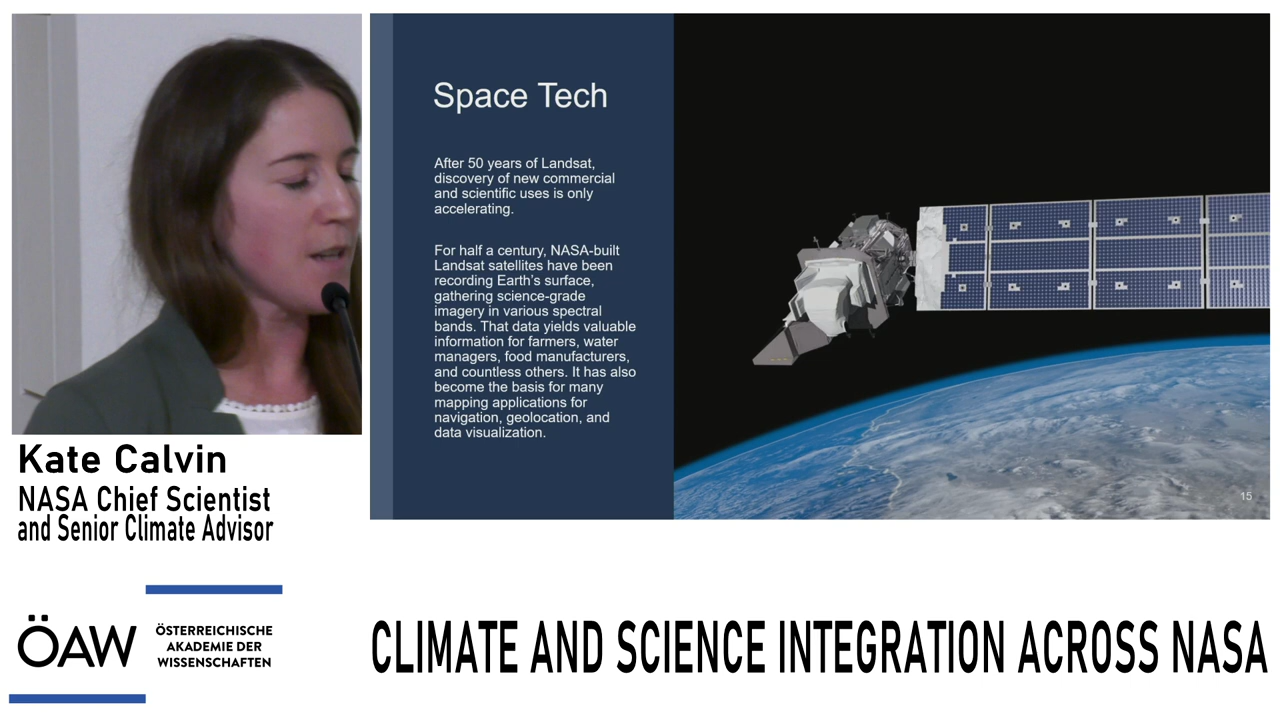 Space Tech
After 50 years of Landsat,
discovery of new commercial
and scientific uses is only
accelerating.
For half a century, NASA-built
Landsat satellites have been
recording Earth's surface,
gathering science-grade
imagery in various spectral
bands. That data yields valuable
information for farmers, water
managers, food manufacturers,
and countless others. It has also
become the basis for many
mapping applications for
navigation, geolocation, and
data visualization.
15
Kate Calvin
NASA Chief Scientist
and Senior Climate Advisor
ÖAW
ÖSTERREICHISCHE
AKADEMIE DER
WISSENSCHAFTEN
CLIMATE AND SCIENCE INTEGRATION ACROSS NASA